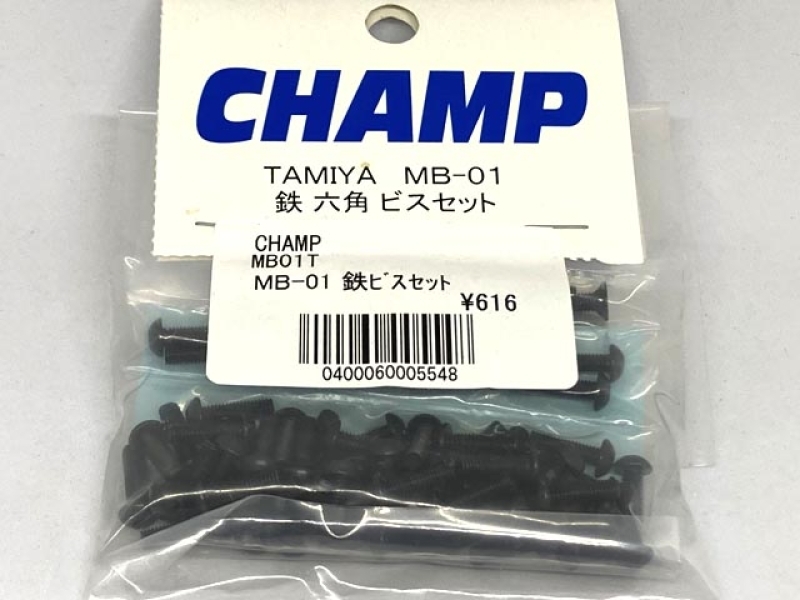 CHAMP
TAMIYA MB-01
鉄 六角 ビスセット
CHAMP
MB01T
MB-01 鉄ﾋﾞｽｾｯﾄ
¥616
0400060005548